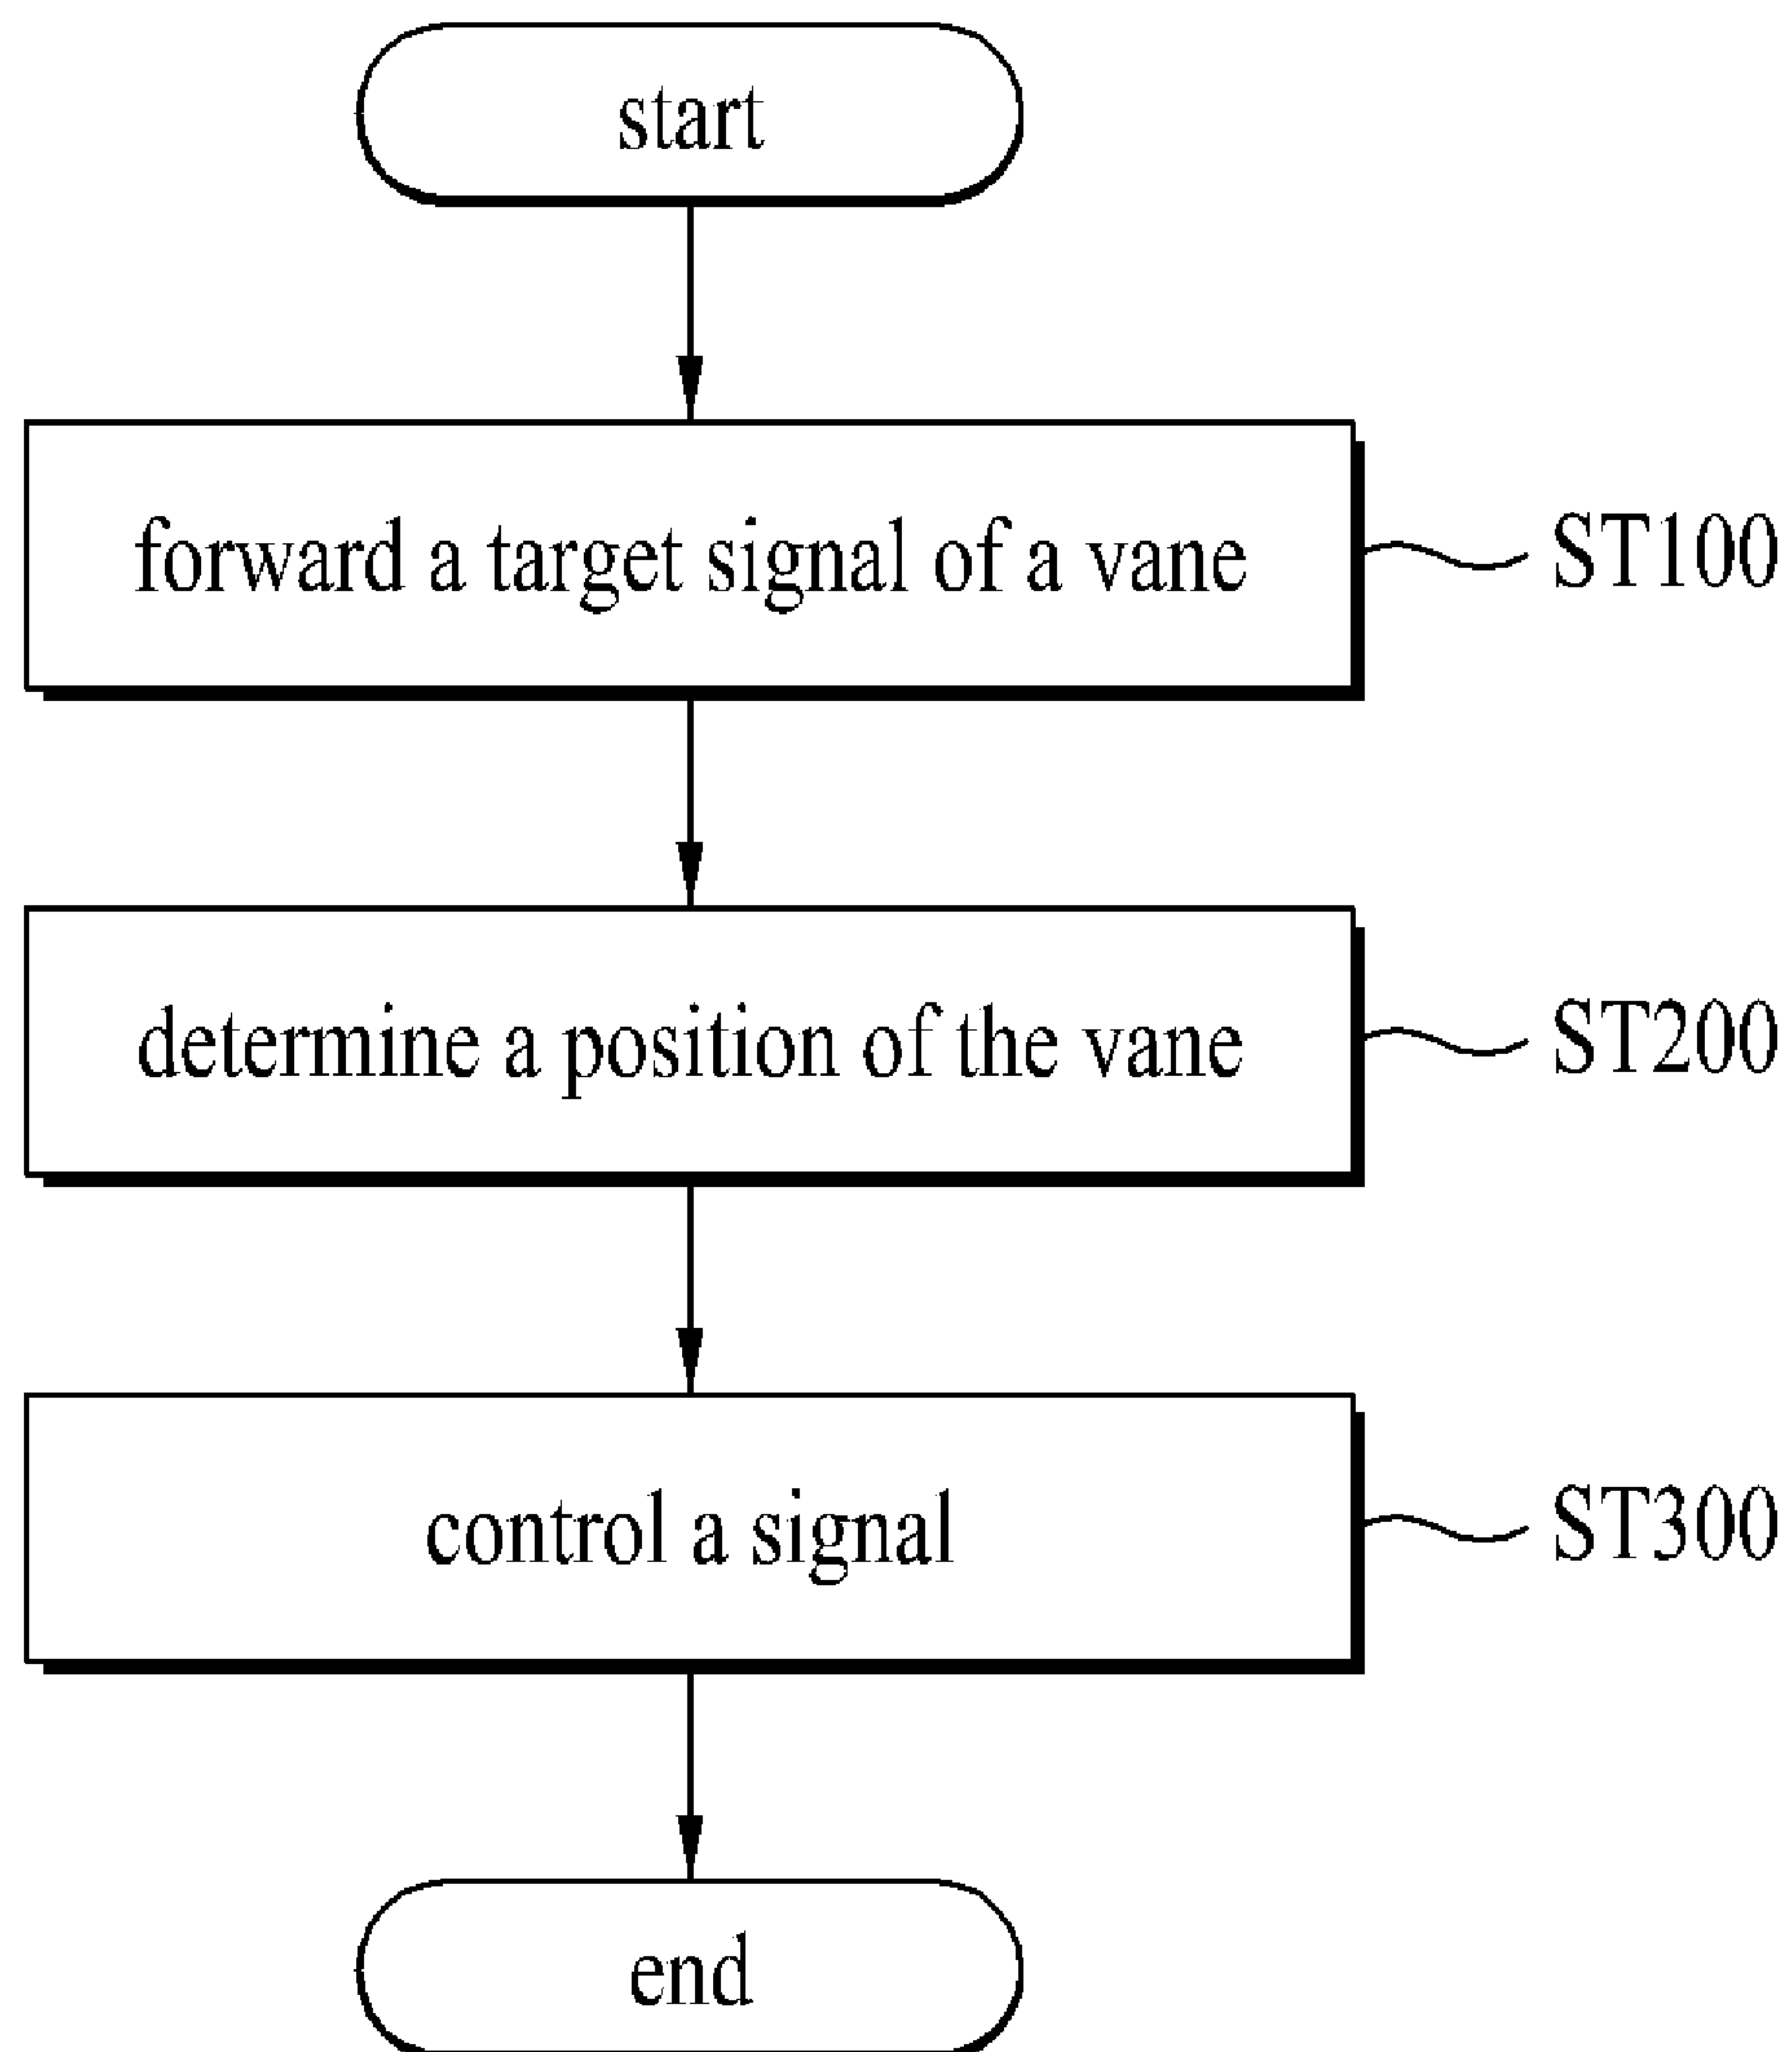 start
forward a target signal of a vane
ST100
determine a position of the vane
ST200
control a signal
ST300
end